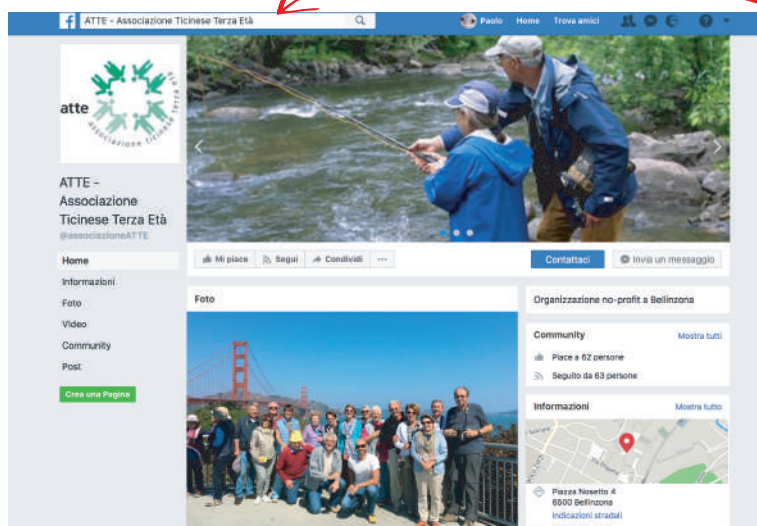 ATTE - Associazione Ticinese Terza Età
Paolo Home Trova amici
atte
associazione ticinese terza età
ATTE -
Associazione
Ticinese Terza Età
@associazioneATTE
Home
Informazioni
Foto
Video
Community
Post
Crea una Pagina
Mi piace Segui Condividi
Contattaci Invia un messaggio
Foto
Organizzazione no-profit a Bellinzona
Community Mostra tutti
Piace a 62 persone
Seguito da 63 persone
Informazioni Mostra tutto
Piazza Nosetto 4
6500 Bellinzona
Indicazioni stradali